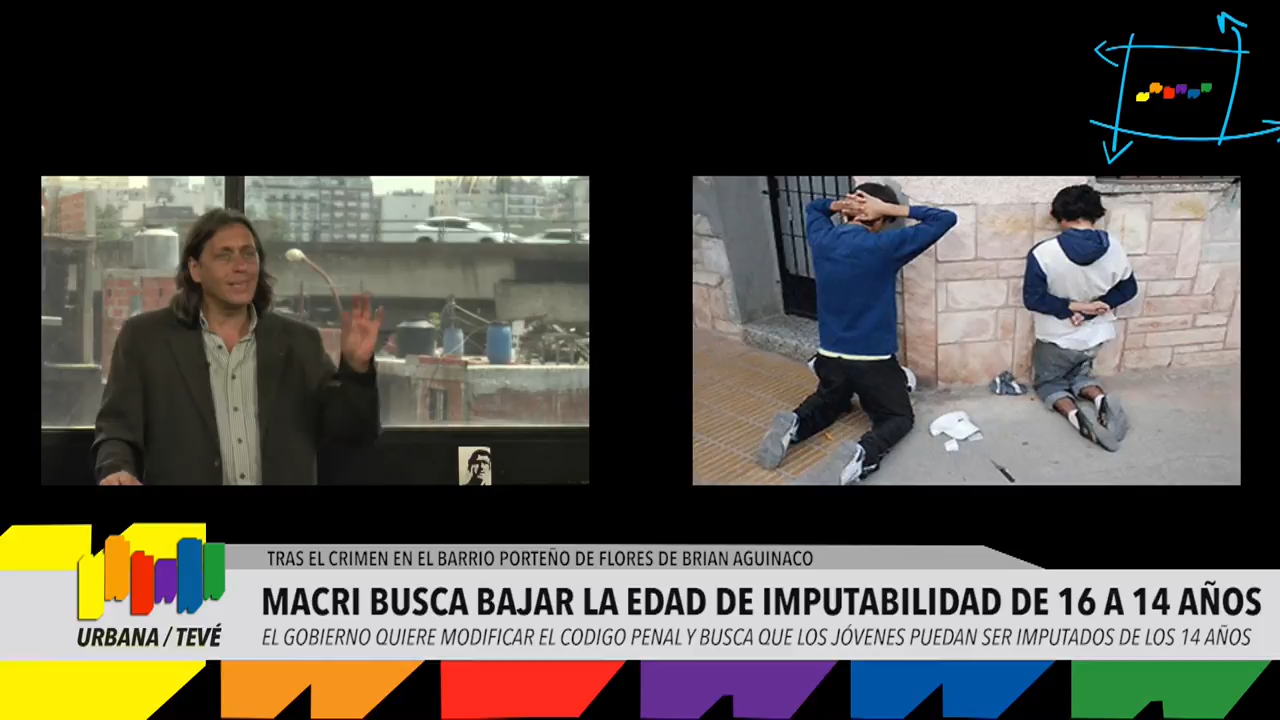 TRAS EL CRIMEN EN EL BARRIO PORTEÑO DE FLORES DE BRIAN AGUINACO
MACRI BUSCA BAJAR LA EDAD DE IMPUTABILIDAD DE 16 A 14 AÑOS
EL GOBIERNO QUIERE MODIFICAR EL CODIGO PENAL Y BUSCA QUE LOS JÓVENES PUEDAN SER IMPUTADOS DE LOS 14 AÑOS
URBANA / TEVÉ